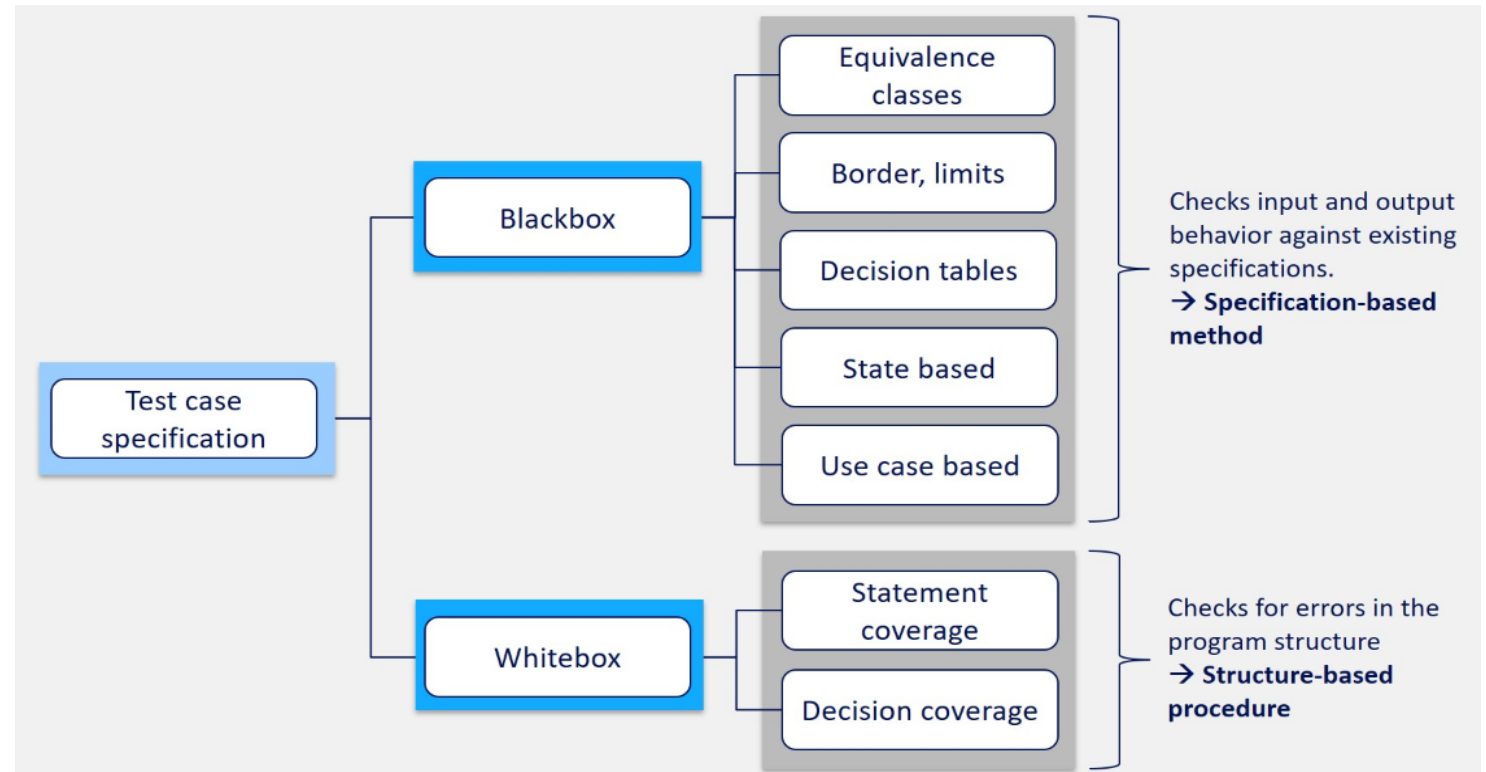 Equivalence
classes
Border, limits
Blackbox
Decision tables
Checks input and output
behavior against existing
specifications.
→ Specification-based
method
State based
Test case
specification
Use case based
Statement
coverage
Whitebox
Decision coverage
Checks for errors in the
program structure
→ Structure-based
procedure